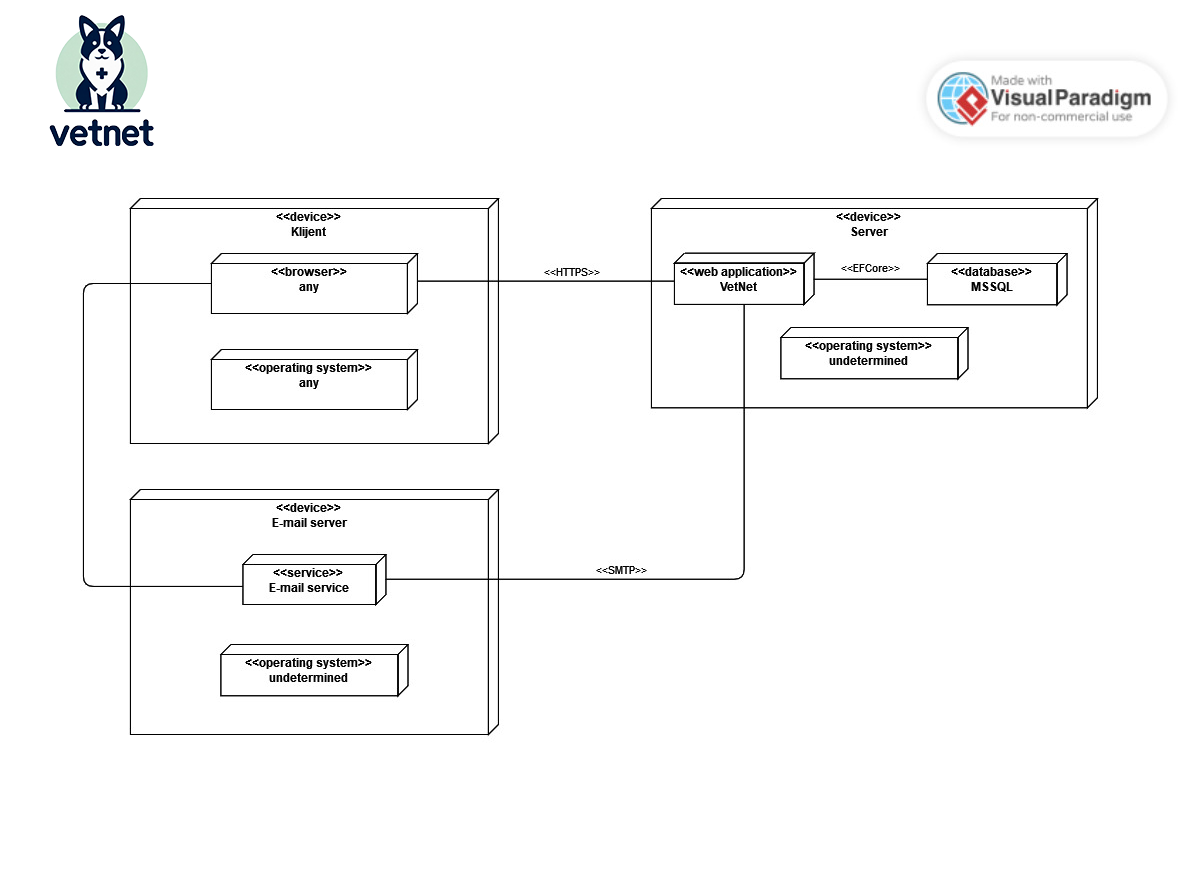 vetnet
Made with
Visual Paradigm
For non-commercial use
<<device>>
Klijent
<<browser>>
any
<<operating system>>
any
<<HTTPS>>
<<device>>
Server
<<web application>>
VetNet
<<EFCore>>
<<database>>
MSSQL
<<operating system>>
undetermined
<<device>>
E-mail server
<<service>>
E-mail service
<<SMTP>>
<<operating system>>
undetermined